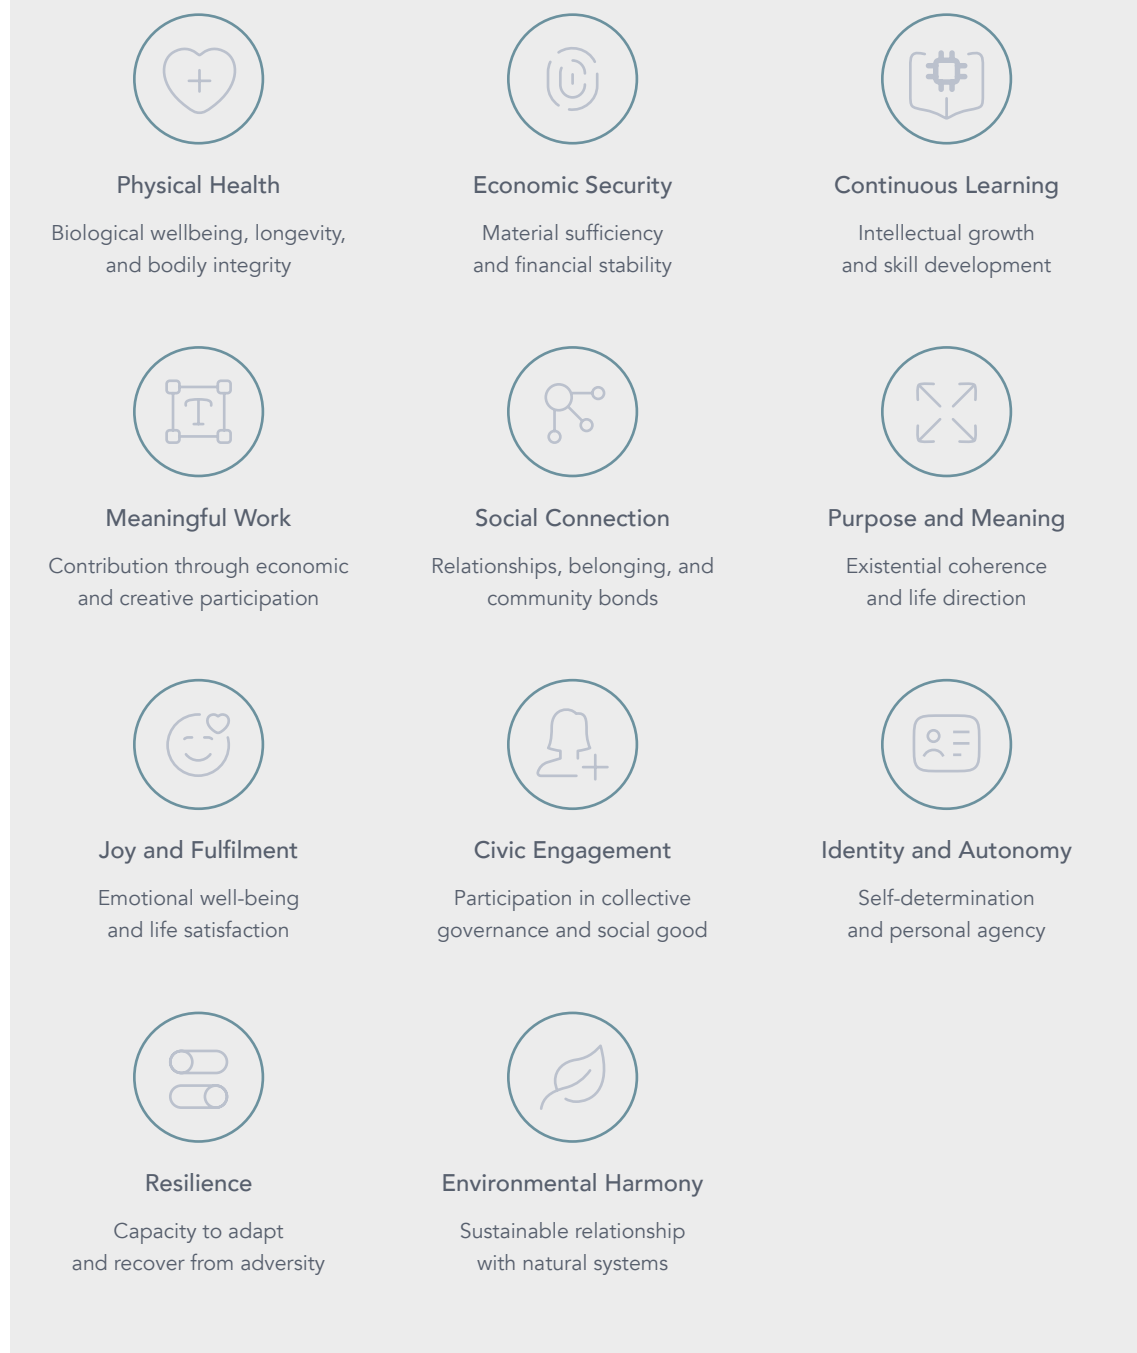 Physical Health
Biological wellbeing, longevity,
and bodily integrity
Economic Security
Material sufficiency
and financial stability
Continuous Learning
Intellectual growth
and skill development
Meaningful Work
Contribution through economic
and creative participation
Social Connection
Relationships, belonging, and
community bonds
Purpose and Meaning
Existential coherence
and life direction
Joy and Fulfilment
Emotional well-being
and life satisfaction
Civic Engagement
Participation in collective
governance and social good
Identity and Autonomy
Self-determination
and personal agency
Resilience
Capacity to adapt
and recover from adversity
Environmental Harmony
Sustainable relationship
with natural systems